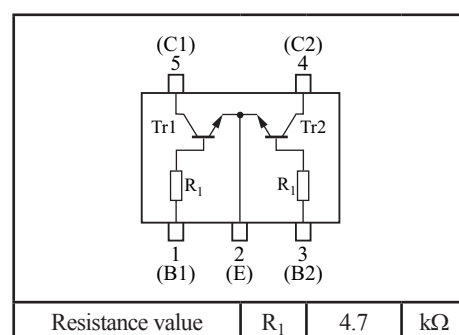 (C1) (C2)
5 4
Tr1 Tr2
R1 R1
1 2 3
(B1) (E) (B2)
Resistance value R1 4.7 kΩ